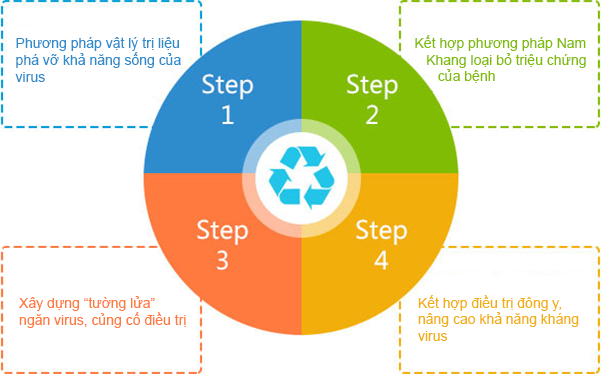 Phương pháp vật lý trị liệu
phá vỡ khả năng sống của
virus
Step
1
Kết hợp phương pháp Nam
Khang loại bỏ triệu chứng
của bệnh
Step
2
Xây dựng “tường lửa”
ngăn virus, củng cố điều trị
Step
3
Kết hợp điều trị đông y,
nâng cao khả năng kháng
virus
Step
4